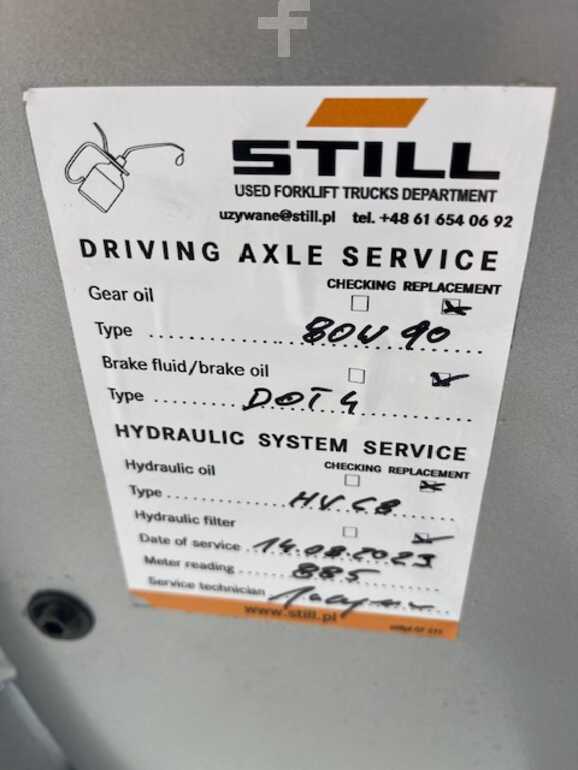 f
STILL
USED FORKLIFT TRUCKS DEPARTMENT
uzywane@still.pl tel. +48 61 654 06 92
DRIVING AXLE SERVICE
CHECKING REPLACEMENT
Gear oil
Type 80W90
Brake fluid/brake oil
Type DOT4
HYDRAULIC SYSTEM SERVICE
CHECKING REPLACEMENT
Hydraulic oil
Type HV 68
Hydraulic filter
Date of service 14.08.2023
Meter reading 885
Service technician
www.still.pl